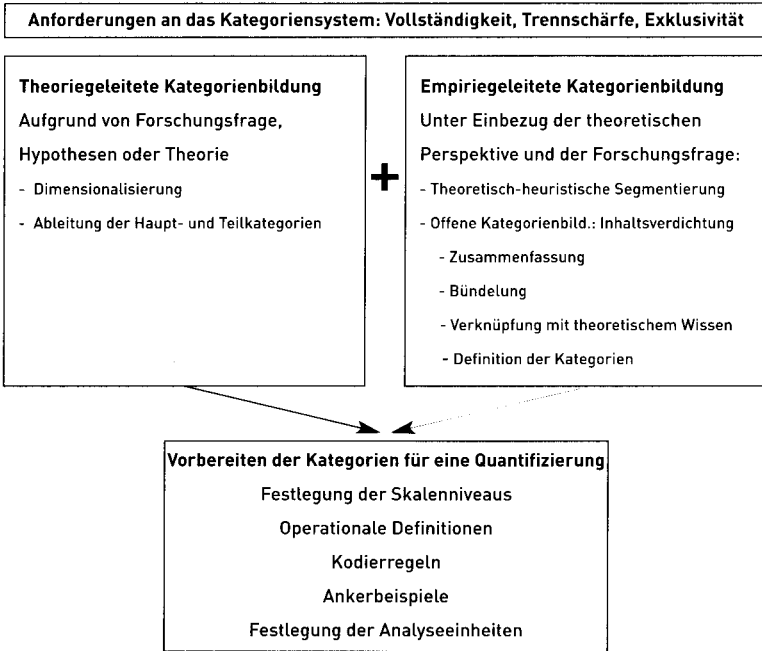 Anforderungen an das Kategoriensystem: Vollständigkeit, Trennschärfe, Exklusivität
Theoriegeleitete Kategorienbildung
Aufgrund von Forschungsfrage,
Hypothesen oder Theorie
- Dimensionalisierung
- Ableitung der Haupt- und Teilkategorien
+
Empiriegeleitete Kategorienbildung
Unter Einbezug der theoretischen
Perspektive und der Forschungsfrage:
- Theoretisch-heuristische Segmentierung
- Offene Kategorienbild.: Inhaltsverdichtung
- Zusammenfassung
- Bündelung
- Verknüpfung mit theoretischem Wissen
- Definition der Kategorien
Vorbereiten der Kategorien für eine Quantifizierung
Festlegung der Skalenniveaus
Operationale Definitionen
Kodierregeln
Ankerbeispiele
Festlegung der Analyseeinheiten